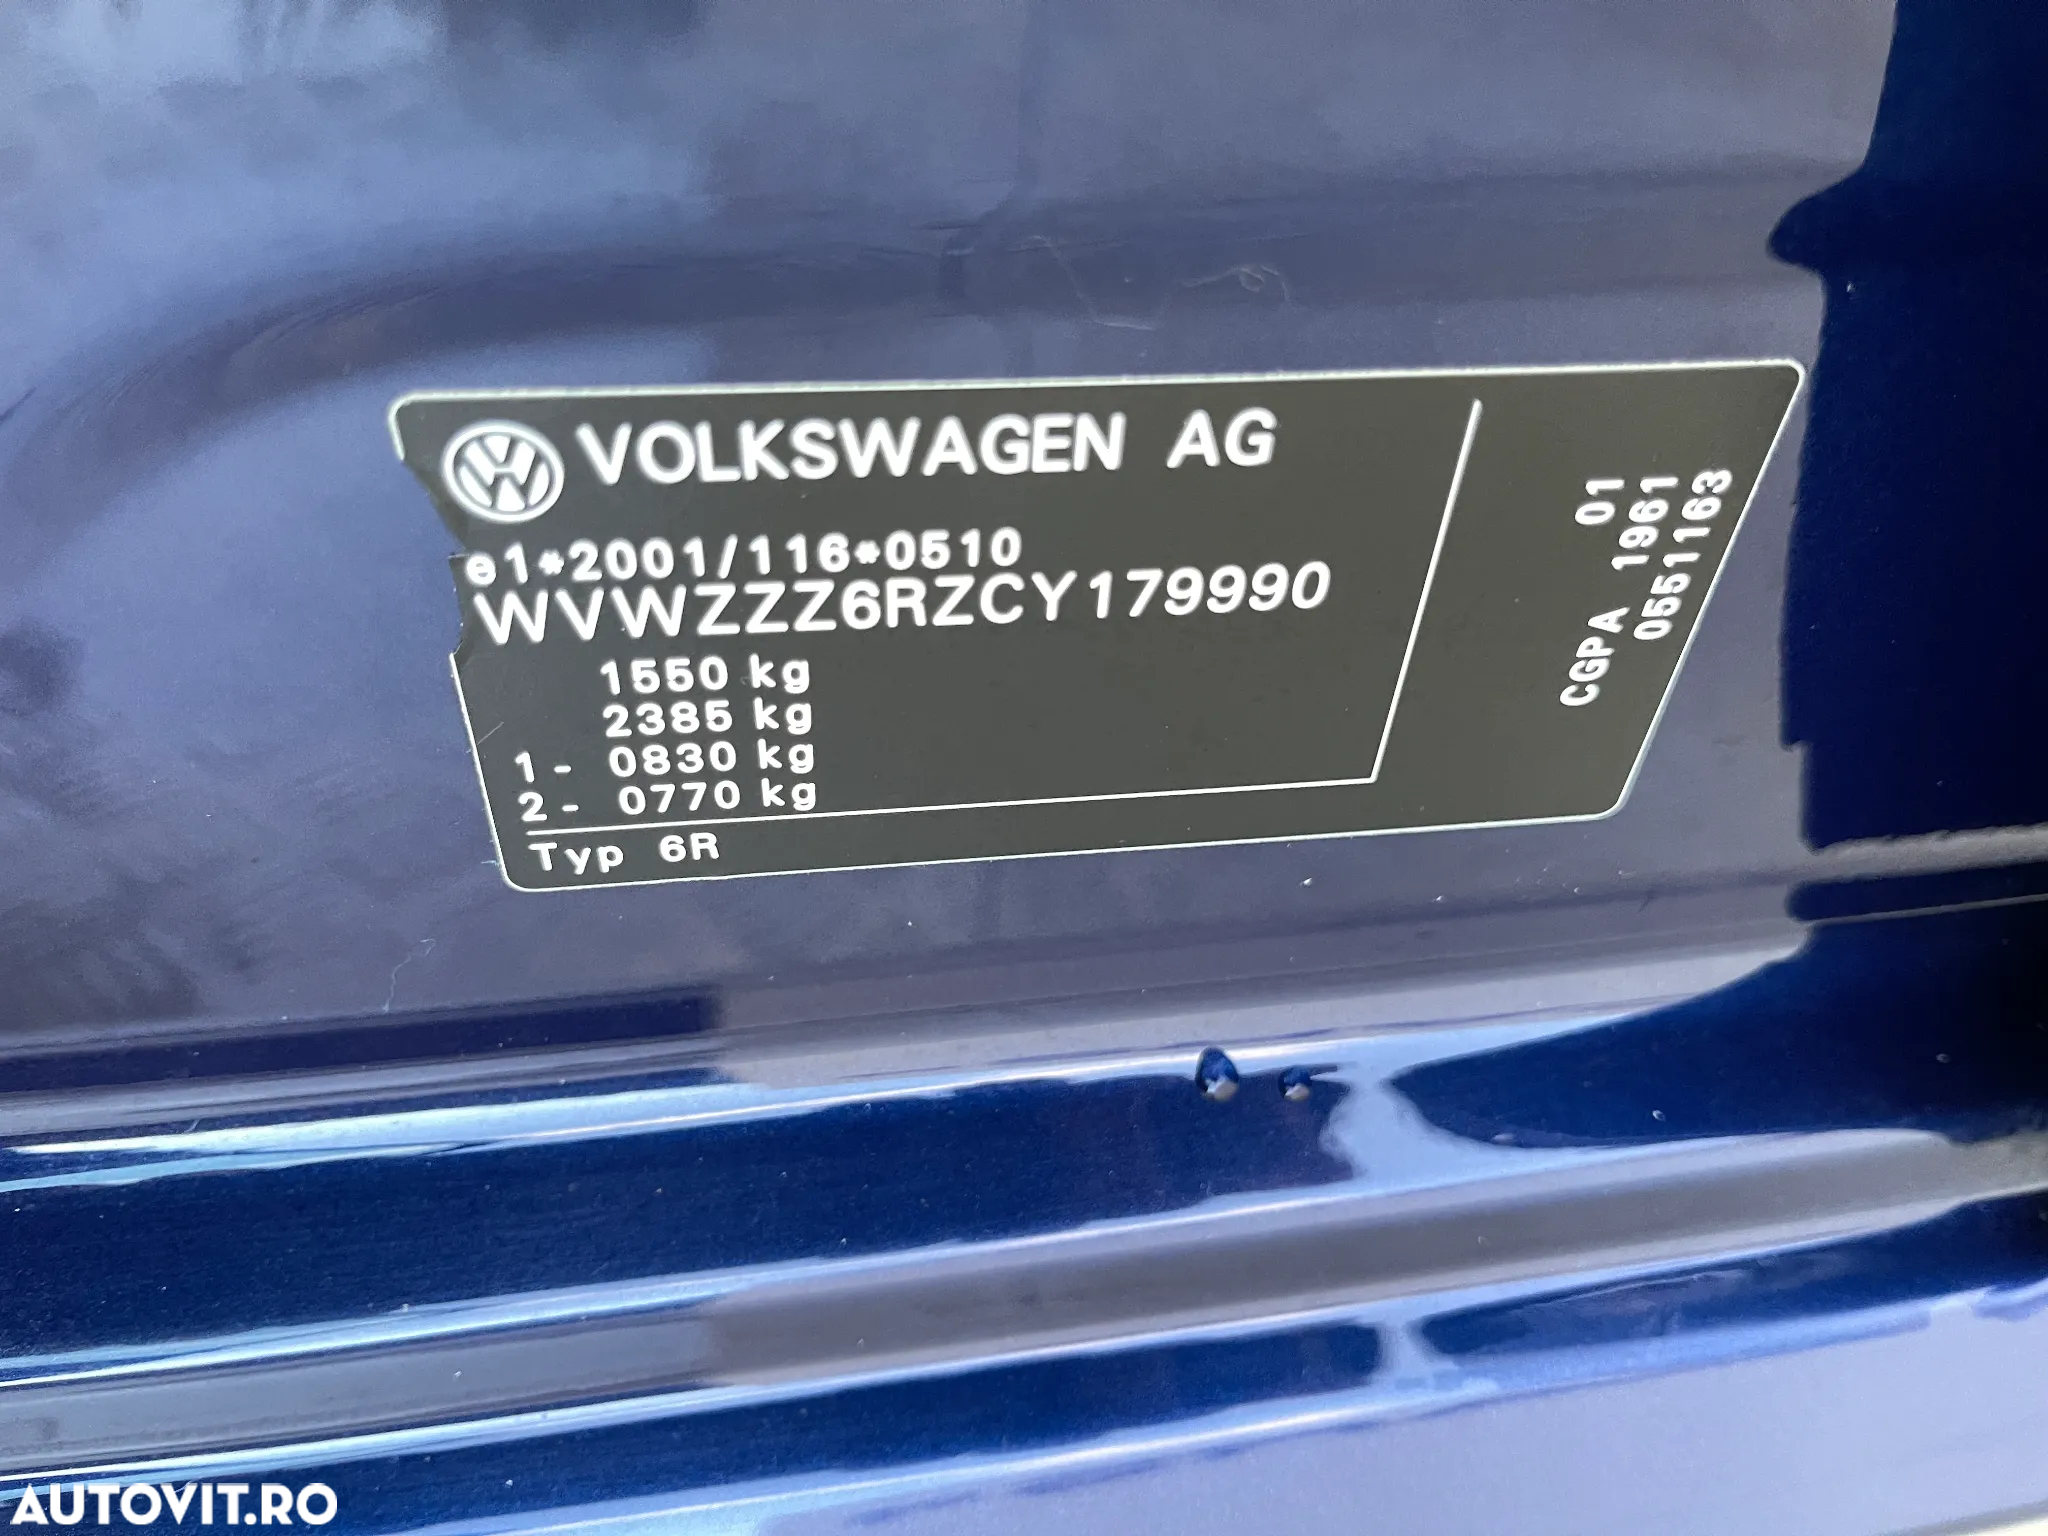 VOLKSWAGEN AG
e1*2001/116*0510
WVWZZZ6RZCY179990
1550 kg
2385 kg
1- 0830 kg
2- 0770 kg
Typ 6R
01
CGPA 1961
0551163
AUTOVIT.RO